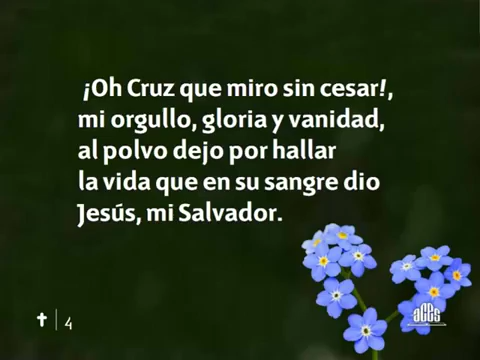 ¡Oh Cruz que miro sin cesar!,
mi orgullo, gloria y vanidad,
al polvo dejo por hallar
la vida que en su sangre dio
Jesús, mi Salvador.
4
aces